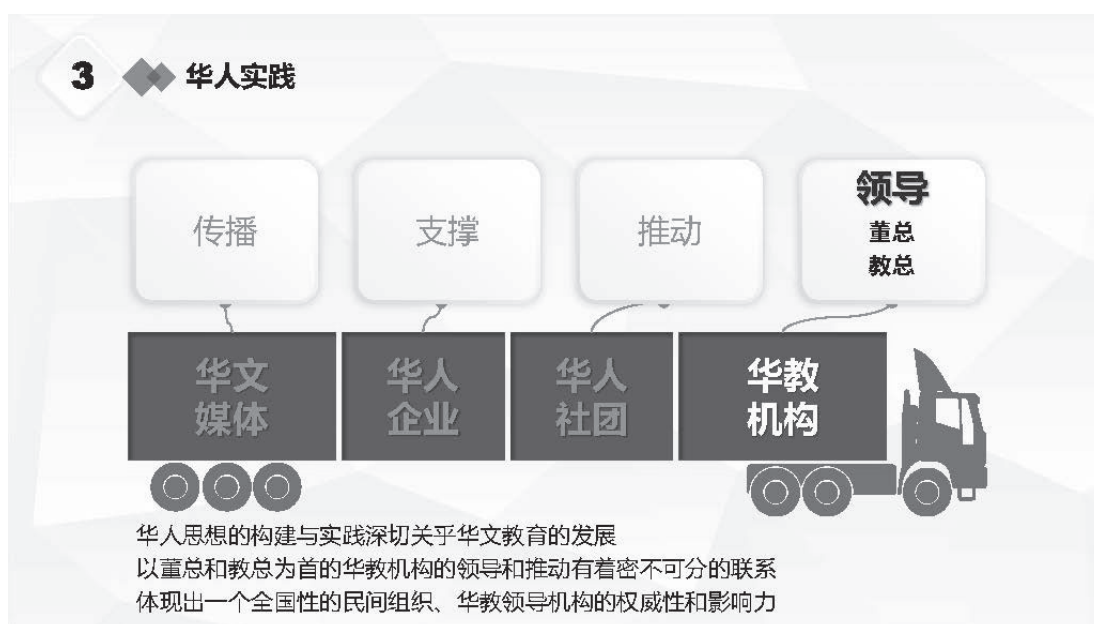 3 华人实践
传播
支撑
推动
领导
董总
教总
华文
媒体
华人
企业
华人
社团
华教
机构
华人思想的构建与实践深切关乎华文教育的发展
以董总和教总为首的华教机构的领导和推动有着密不可分的联系
体现出一个全国性的民间组织、华教领导机构的权威性和影响力